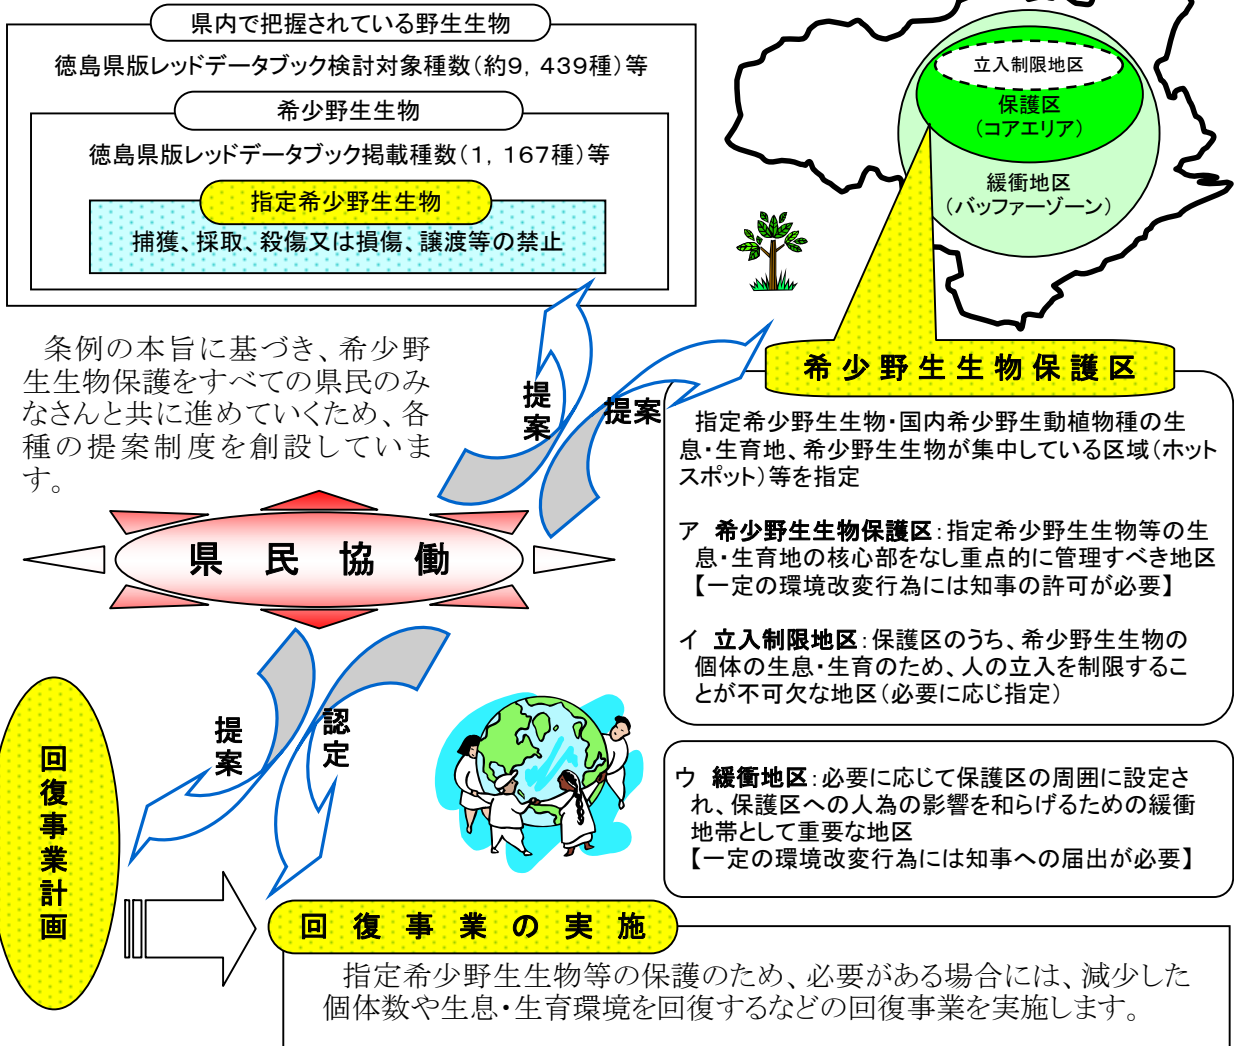 県内で把握されている野生生物
徳島県版レッドデータブック検討対象種数(約9，439種)等
希少野生生物
徳島県版レッドデータブック掲載種数(1，167種)等
指定希少野生生物
捕獲、採取、殺傷又は損傷、譲渡等の禁止
立入制限地区
保護区
(コアエリア)
緩衝地区
(バッファーゾーン)
条例の本旨に基づき、希少野
生生物保護をすべての県民のみ
なさんと共に進めていくため、各
種の提案制度を創設していま
す。
提案
提案
県民協働
希少野生生物保護区
指定希少野生生物・国内希少野生動植物種の生
息・生育地、希少野生生物が集中している区域(ホット
スポット)等を指定
ア 希少野生生物保護区：指定希少野生生物等の生
息・生育地の核心部をなし重点的に管理すべき地区
【一定の環境改変行為には知事の許可が必要】
イ 立入制限地区：保護区のうち、希少野生生物の
個体の生息・生育のため、人の立入を制限するこ
とが不可欠な地区(必要に応じ指定)
ウ 緩衝地区：必要に応じて保護区の周囲に設定さ
れ、保護区への人為の影響を和らげるための緩衝
地帯として重要な地区
【一定の環境改変行為には知事への届出が必要】
提案
認定
回復事業計画
回復事業の実施
指定希少野生生物等の保護のため、必要がある場合には、減少した
個体数や生息・生育環境を回復するなどの回復事業を実施します。